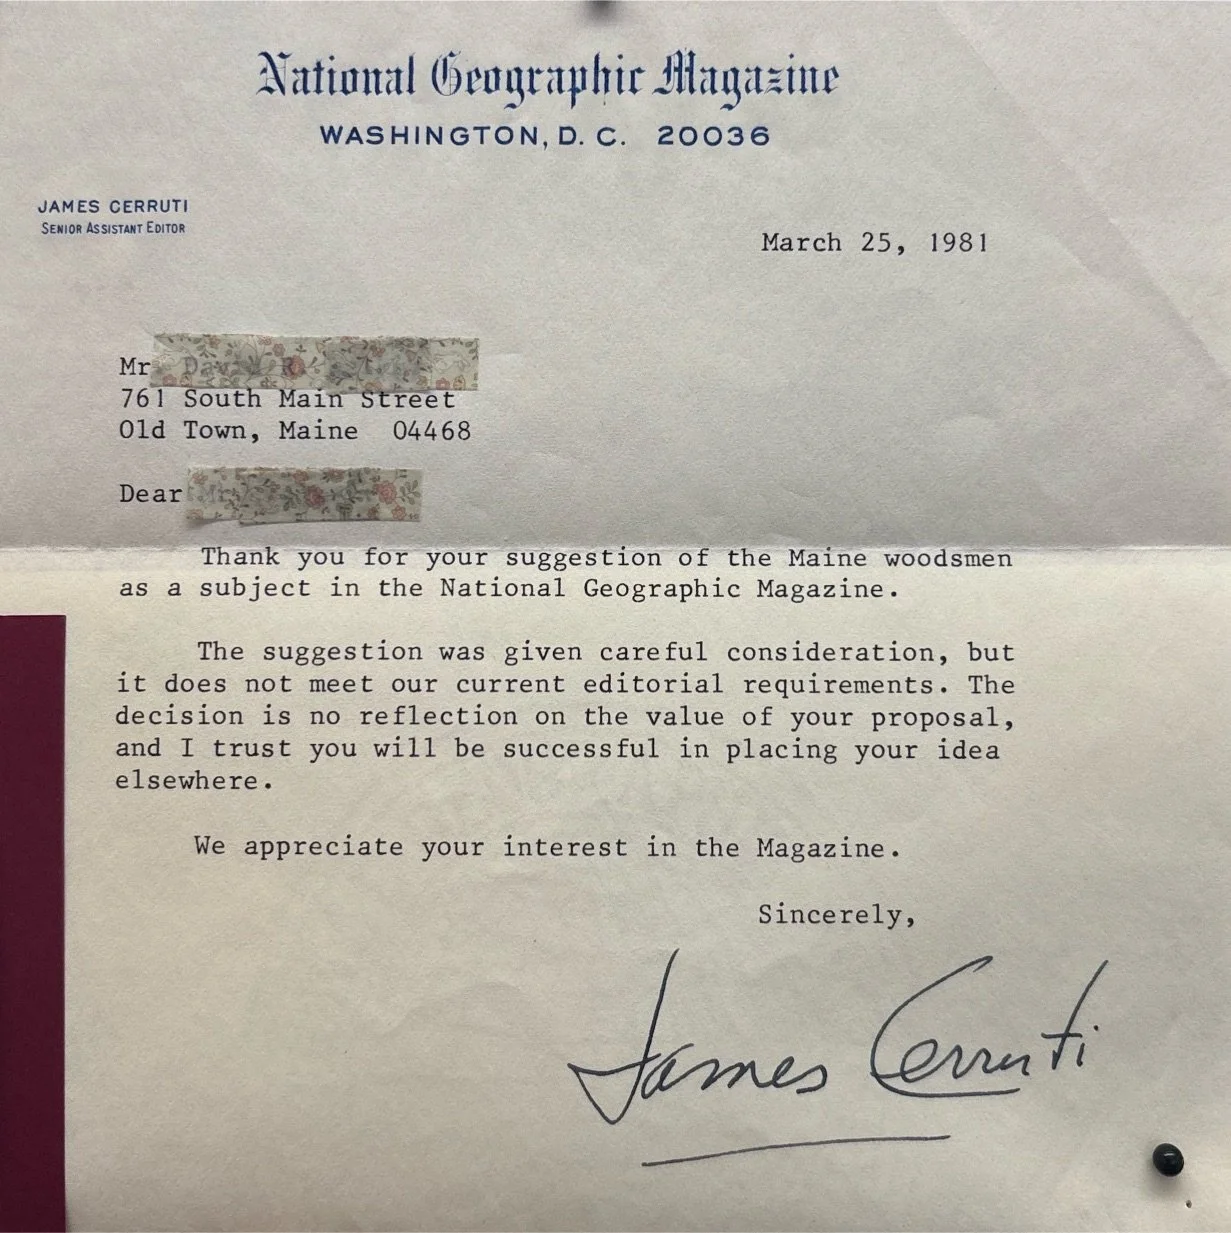 National Geographic Magazine
WASHINGTON, D. C. 20036
JAMES CERRUTI
SENIOR ASSISTANT EDITOR
March 25, 1981
Mr
761 South Main Street
Old Town, Maine 04468
Dear
Thank you for your suggestion of the Maine woodsmen
as a subject in the National Geographic Magazine.
The suggestion was given careful consideration, but
it does not meet our current editorial requirements. The
decision is no reflection on the value of your proposal,
and I trust you will be successful in placing your idea
elsewhere.
We appreciate your interest in the Magazine.
Sincerely,
James Cerruti